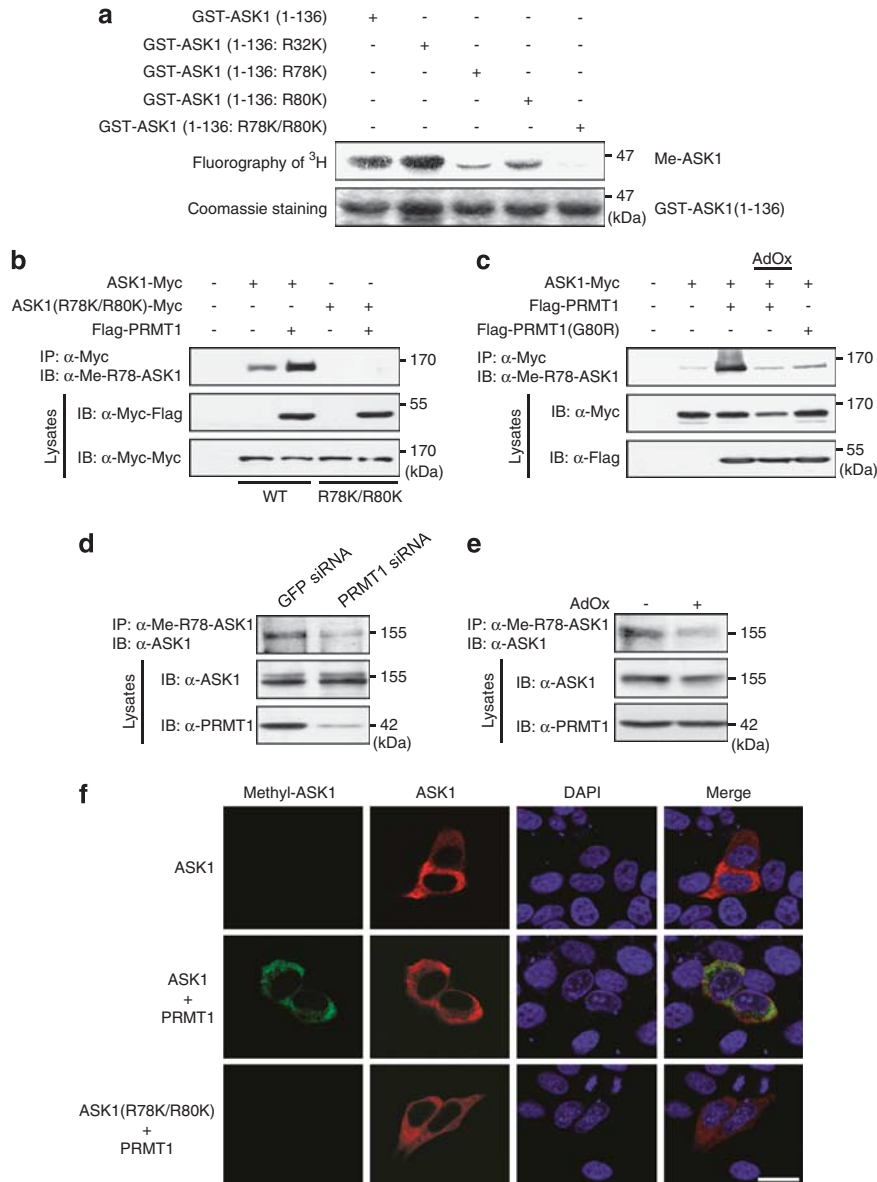 a
GST-ASK1 (1-136) + - - - -
GST-ASK1 (1-136: R32K) - + - - -
GST-ASK1 (1-136: R78K) - - + - -
GST-ASK1 (1-136: R80K) - - - + -
GST-ASK1 (1-136: R78K/R80K) - - - - +
Fluorography of ³H 47 Me-ASK1
Coomassie staining 47 GST-ASK1(1-136)
(kDa)
b
ASK1-Myc - + + - -
ASK1(R78K/R80K)-Myc - - - + +
Flag-PRMT1 - - + - +
IP: α-Myc
IB: α-Me-R78-ASK1
170
Lysates
IB: α-Myc-Flag 55
IB: α-Myc-Myc 170
(kDa)
WT R78K/R80K
c
AdOx
ASK1-Myc - + + + +
Flag-PRMT1 - - + + -
Flag-PRMT1(G80R) - - - - +
IP: α-Myc
IB: α-Me-R78-ASK1
170
Lysates
IB: α-Myc 170
IB: α-Flag 55
(kDa)
d
GFP siRNA PRMT1 siRNA
IP: α-Me-R78-ASK1
IB: α-ASK1
155
Lysates
IB: α-ASK1 155
IB: α-PRMT1 42
(kDa)
e
AdOx - +
IP: α-Me-R78-ASK1
IB: α-ASK1
155
Lysates
IB: α-ASK1 155
IB: α-PRMT1 42
(kDa)
f
Methyl-ASK1 ASK1 DAPI Merge
ASK1
ASK1
+
PRMT1
ASK1(R78K/R80K)
+
PRMT1